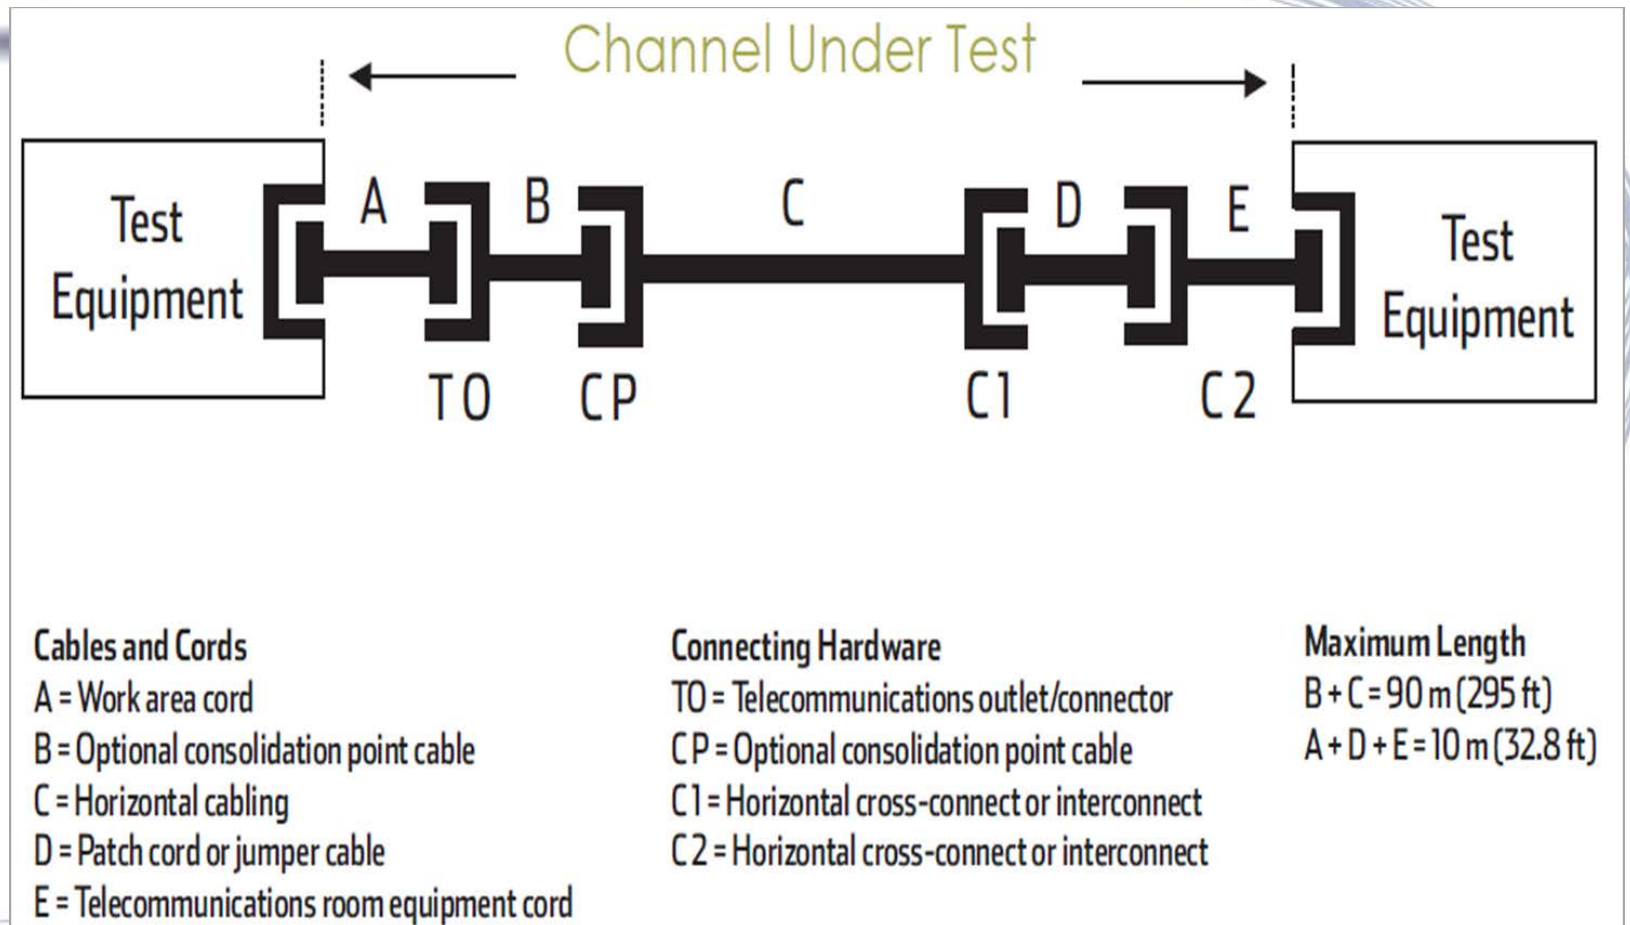 Channel Under Test
Test
Equipment
A
B
C
D
E
Test
Equipment
TO
CP
C1
C2
Cables and Cords
A = Work area cord
B = Optional consolidation point cable
C = Horizontal cabling
D = Patch cord or jumper cable
E = Telecommunications room equipment cord
Connecting Hardware
TO = Telecommunications outlet/connector
CP = Optional consolidation point cable
C1 = Horizontal cross-connect or interconnect
C2 = Horizontal cross-connect or interconnect
Maximum Length
B + C = 90 m (295 ft)
A + D + E = 10 m (32.8 ft)